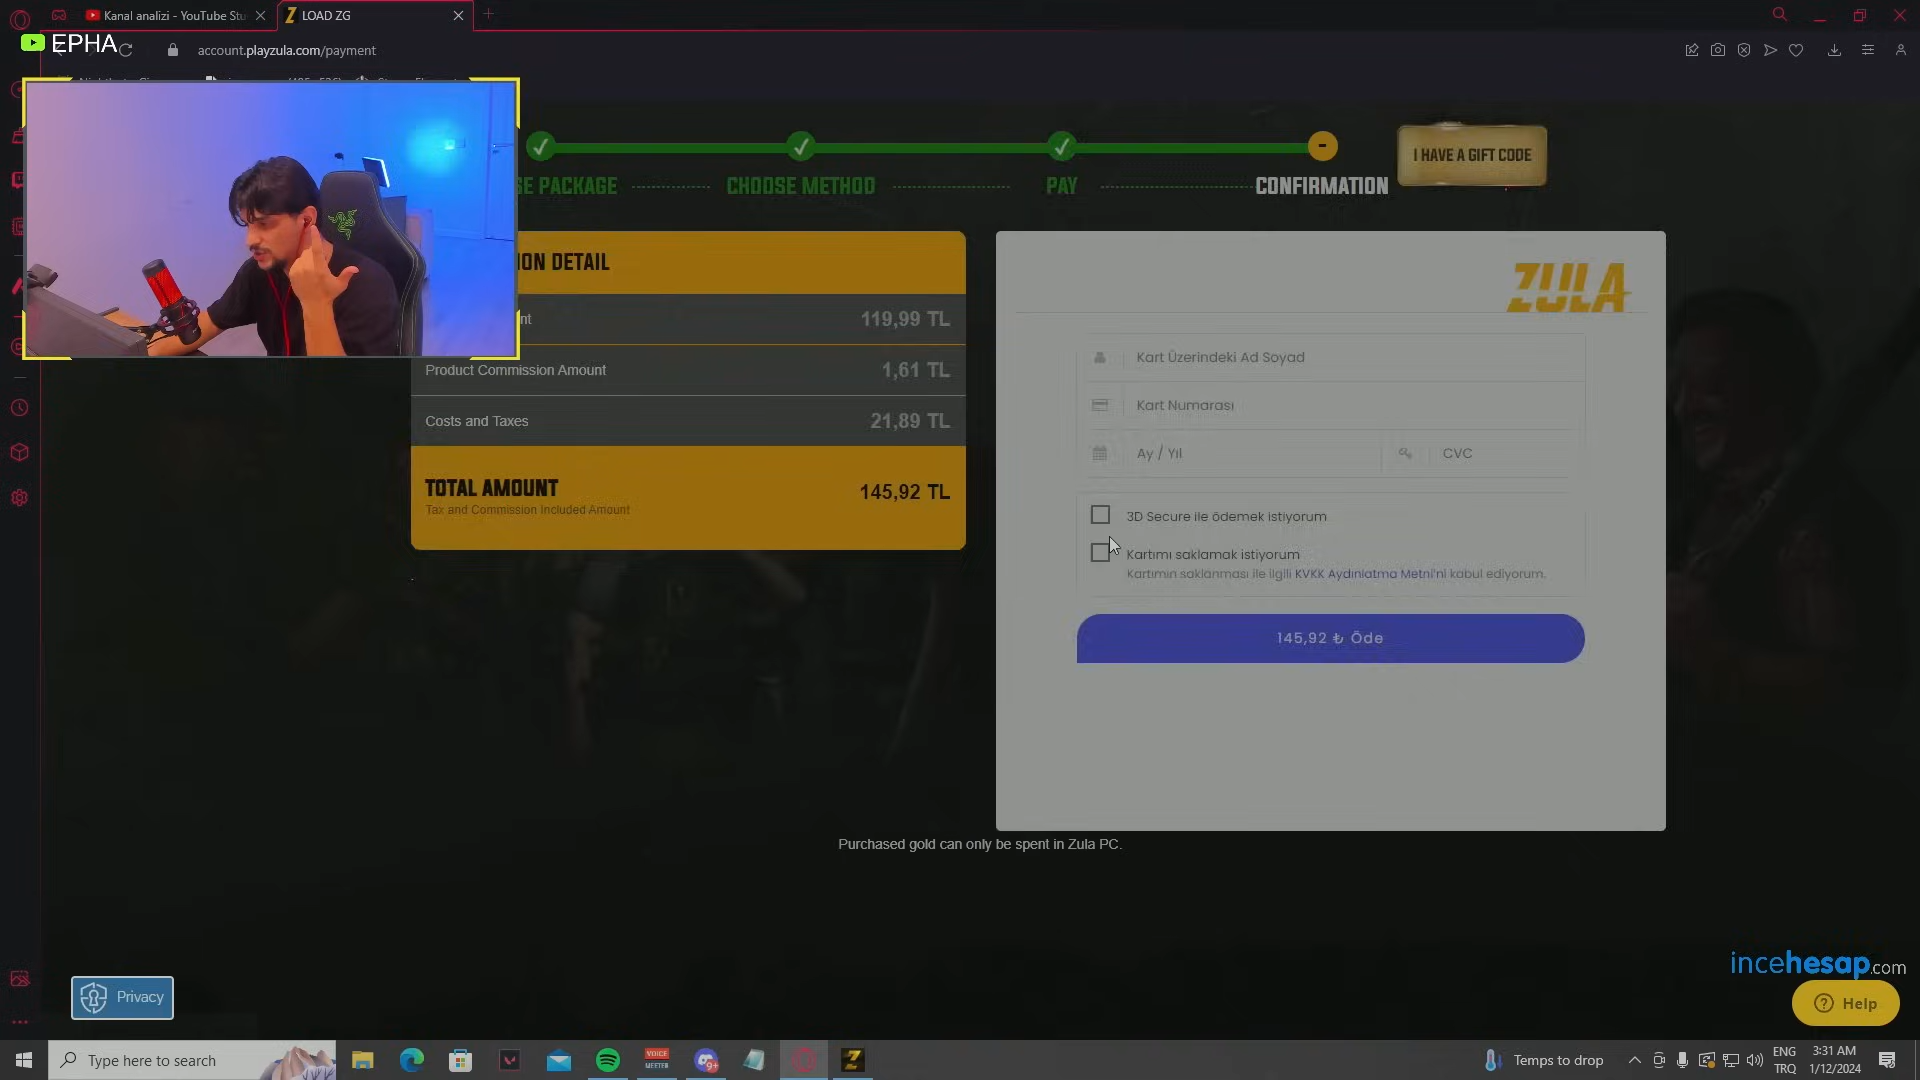 Kanal analizi - YouTube Stu
LOAD ZG
EPHA
account.playzula.com/payment
SE PACKAGE
CHOOSE METHOD
PAY
CONFIRMATION
I HAVE A GIFT CODE
ION DETAIL
nt
119,99 TL
Product Commission Amount
1,61 TL
Costs and Taxes
21,89 TL
TOTAL AMOUNT
145,92 TL
Tax and Commission Included Amount
ZULA
Kart Üzerindeki Ad Soyad
Kart Numarası
Ay / Yıl
CVC
3D Secure ile ödemek istiyorum
Kartımı saklamak istiyorum
Kartımın saklanması ile ilgili KVKK Aydınlatma Metni'ni kabul ediyorum.
145,92 ₺ Öde
Purchased gold can only be spent in Zula PC.
incehesap.com
Privacy
Help
Type here to search
VOICE
MEETER
9+
Temps to drop
ENG
TRQ
3:31 AM
1/12/2024